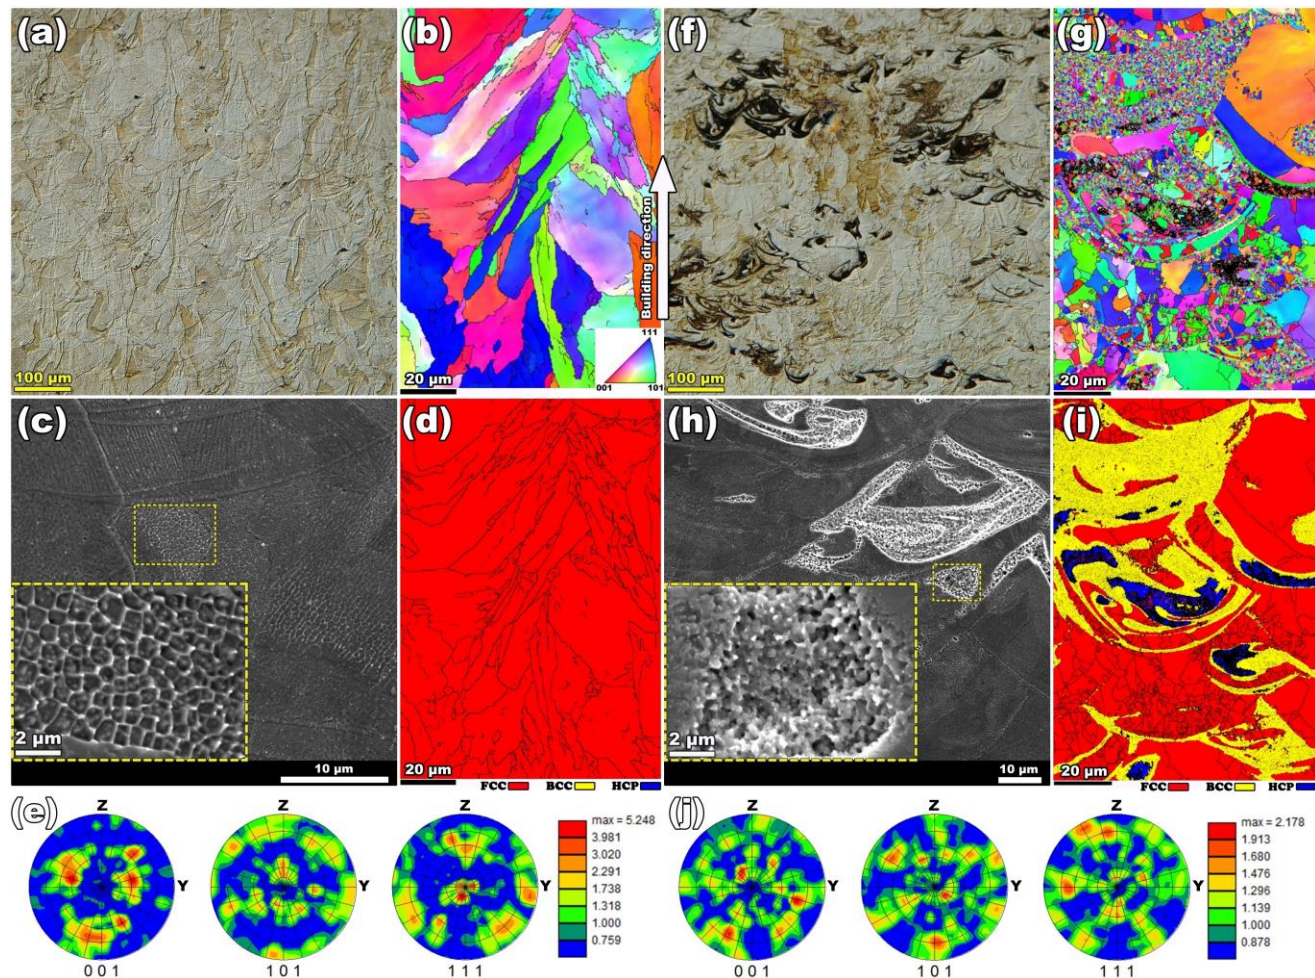 (a)
100 µm
(b)
Building direction
111
001
101
20 µm
(f)
100 µm
(g)
20 µm
(c)
2 µm
10 µm
(d)
20 µm
FCC BCC HCP
(h)
2 µm
10 µm
(i)
20 µm
FCC BCC HCP
(e)
Z
Y
0 0 1
Z
Y
1 0 1
Z
Y
1 1 1
max = 5.248
3.981
3.020
2.291
1.738
1.318
1.000
0.759
(j)
Z
Y
0 0 1
Z
Y
1 0 1
Z
Y
1 1 1
max = 2.178
1.913
1.680
1.476
1.296
1.139
1.000
0.878